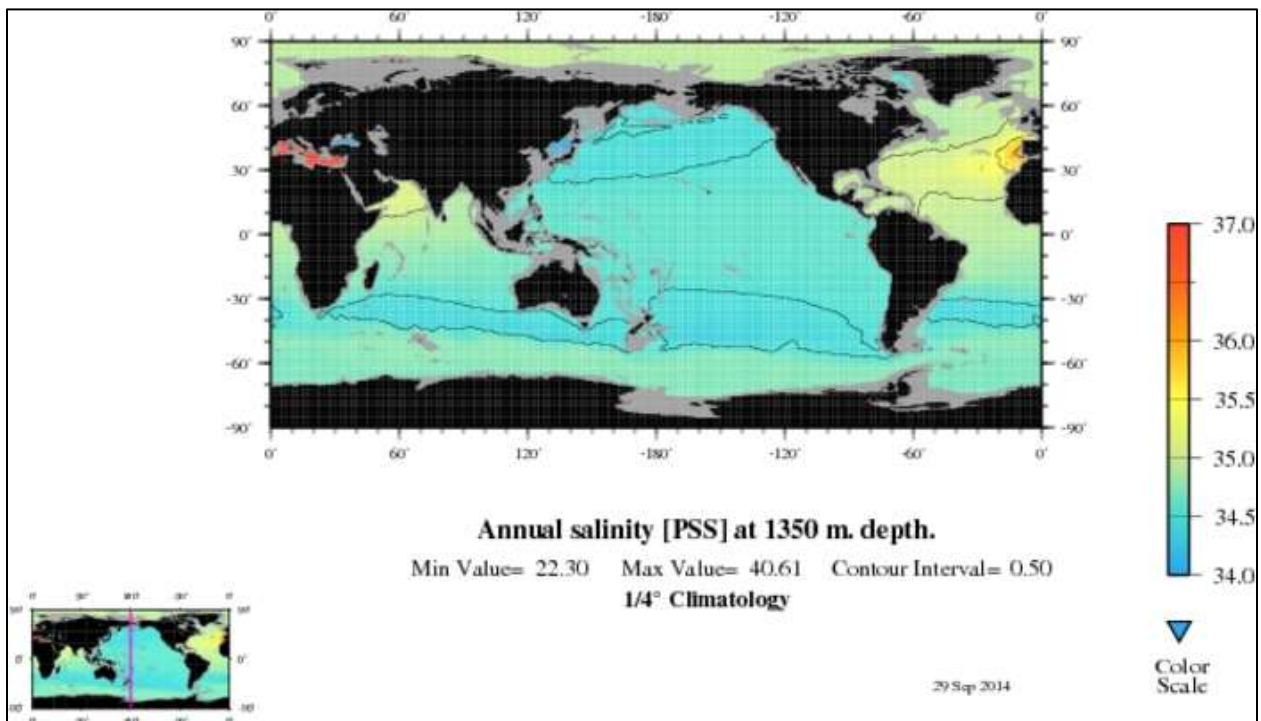 0° 60° 120° -180° -120° -60° 0°
90° 90°
60° 60°
30° 30°
0° 0°
-30° -30°
-60° -60°
-90° -90°
0° 60° 120° -180° -120° -60° 0°
37.0
36.0
35.5
35.0
34.5
34.0
Color
Scale
Annual salinity [PSS] at 1350 m. depth.
Min Value= 22.30 Max Value= 40.61 Contour Interval= 0.50
1/4° Climatology
29 Sep 2014